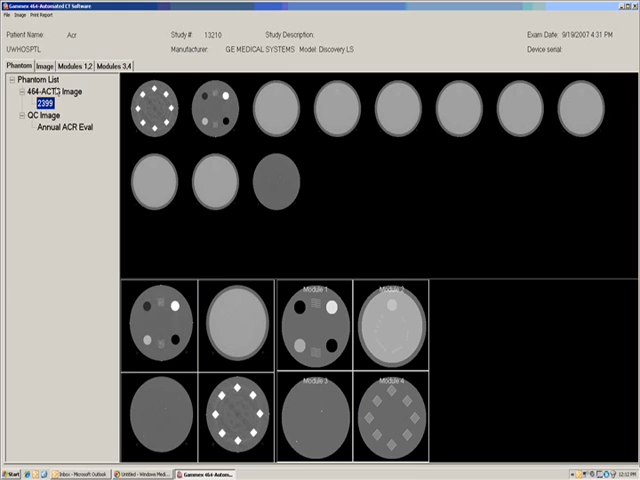 Gammex 464-Automated CT Software
File Image Print Report
Patient Name: Acr Study # 13210 Study Description: Exam Date: 9/19/2007 4:31 PM
UWHOSPTL Manufacturer: GE MEDICAL SYSTEMS Model: Discovery LS Device serial
Phantom Image Modules 1,2 Modules 3,4
Phantom List
464-ACTS Image
2399
QC Image
Annual ACR Eval
Module 1 Module 2
Module 3 Module 4
Start Inbox - Microsoft Outlook Untitled - Windows Medi... Gammex 464-Autom... 12:12 PM